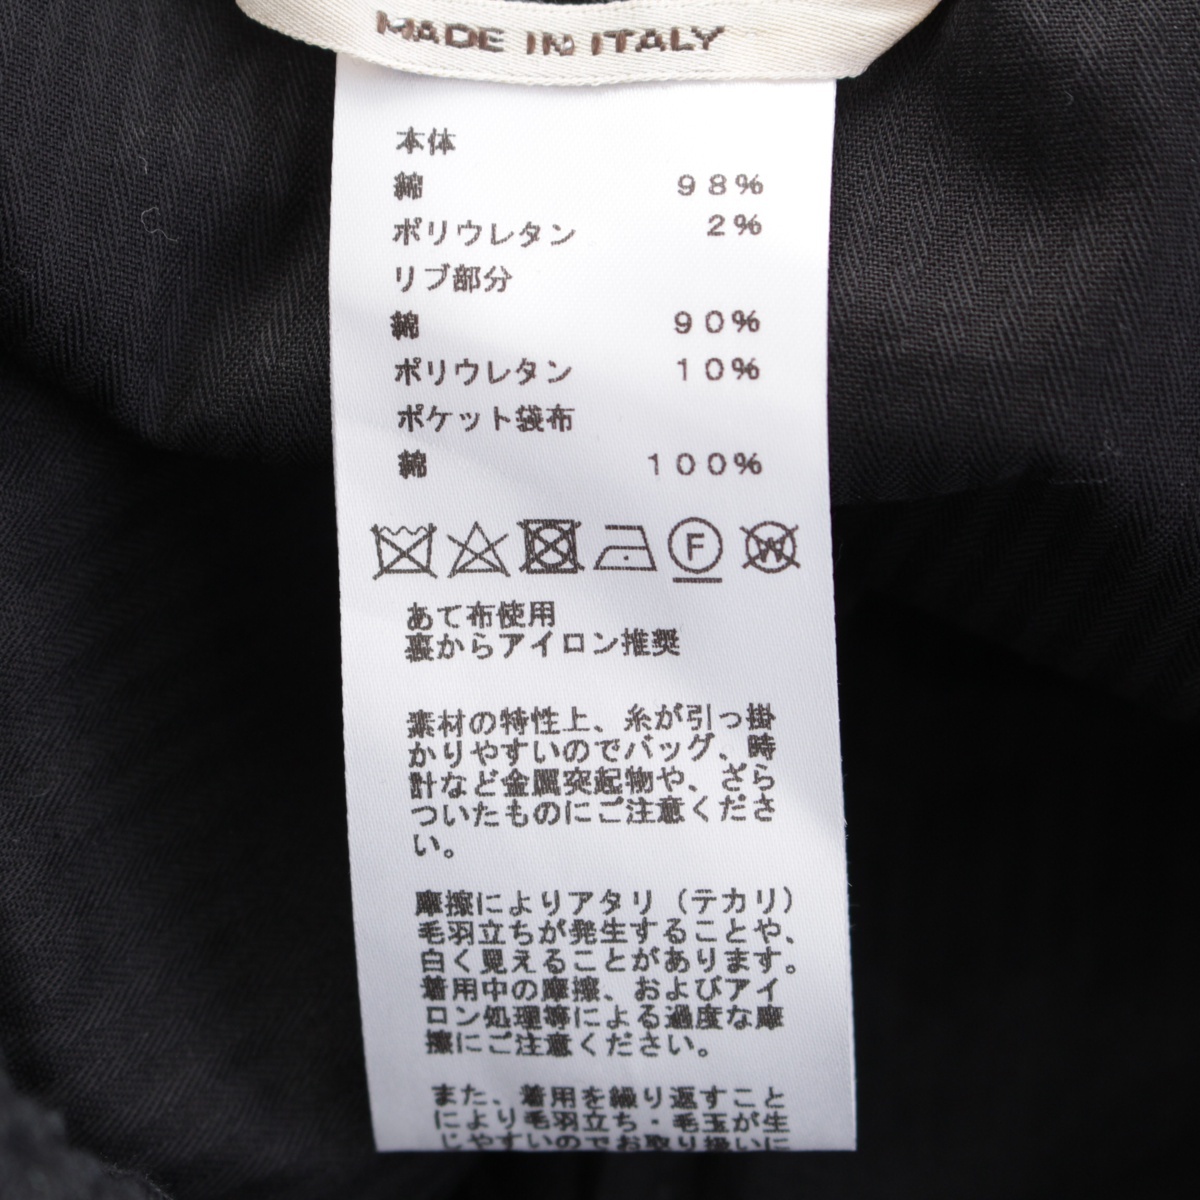 MADE IN ITALY
本体
綿 98%
ポリウレタン 2%
リブ部分
綿 90%
ポリウレタン 10%
ポケット袋布
綿 100%
F W
あて布使用
裏からアイロン推奨
素材の特性上、糸が引っ掛
かりやすいのでバッグ、時
計など金属突起物や、ざら
ついたものにご注意くださ
い。
摩擦によりアタリ（テカリ）
毛羽立ちが発生することや、
白く見えることがあります。
着用中の摩擦、およびアイ
ロン処理等による過度な摩
擦にご注意ください。
また、着用を繰り返すこと
により毛羽立ち・毛玉が生
じやすいのでお取り扱いに